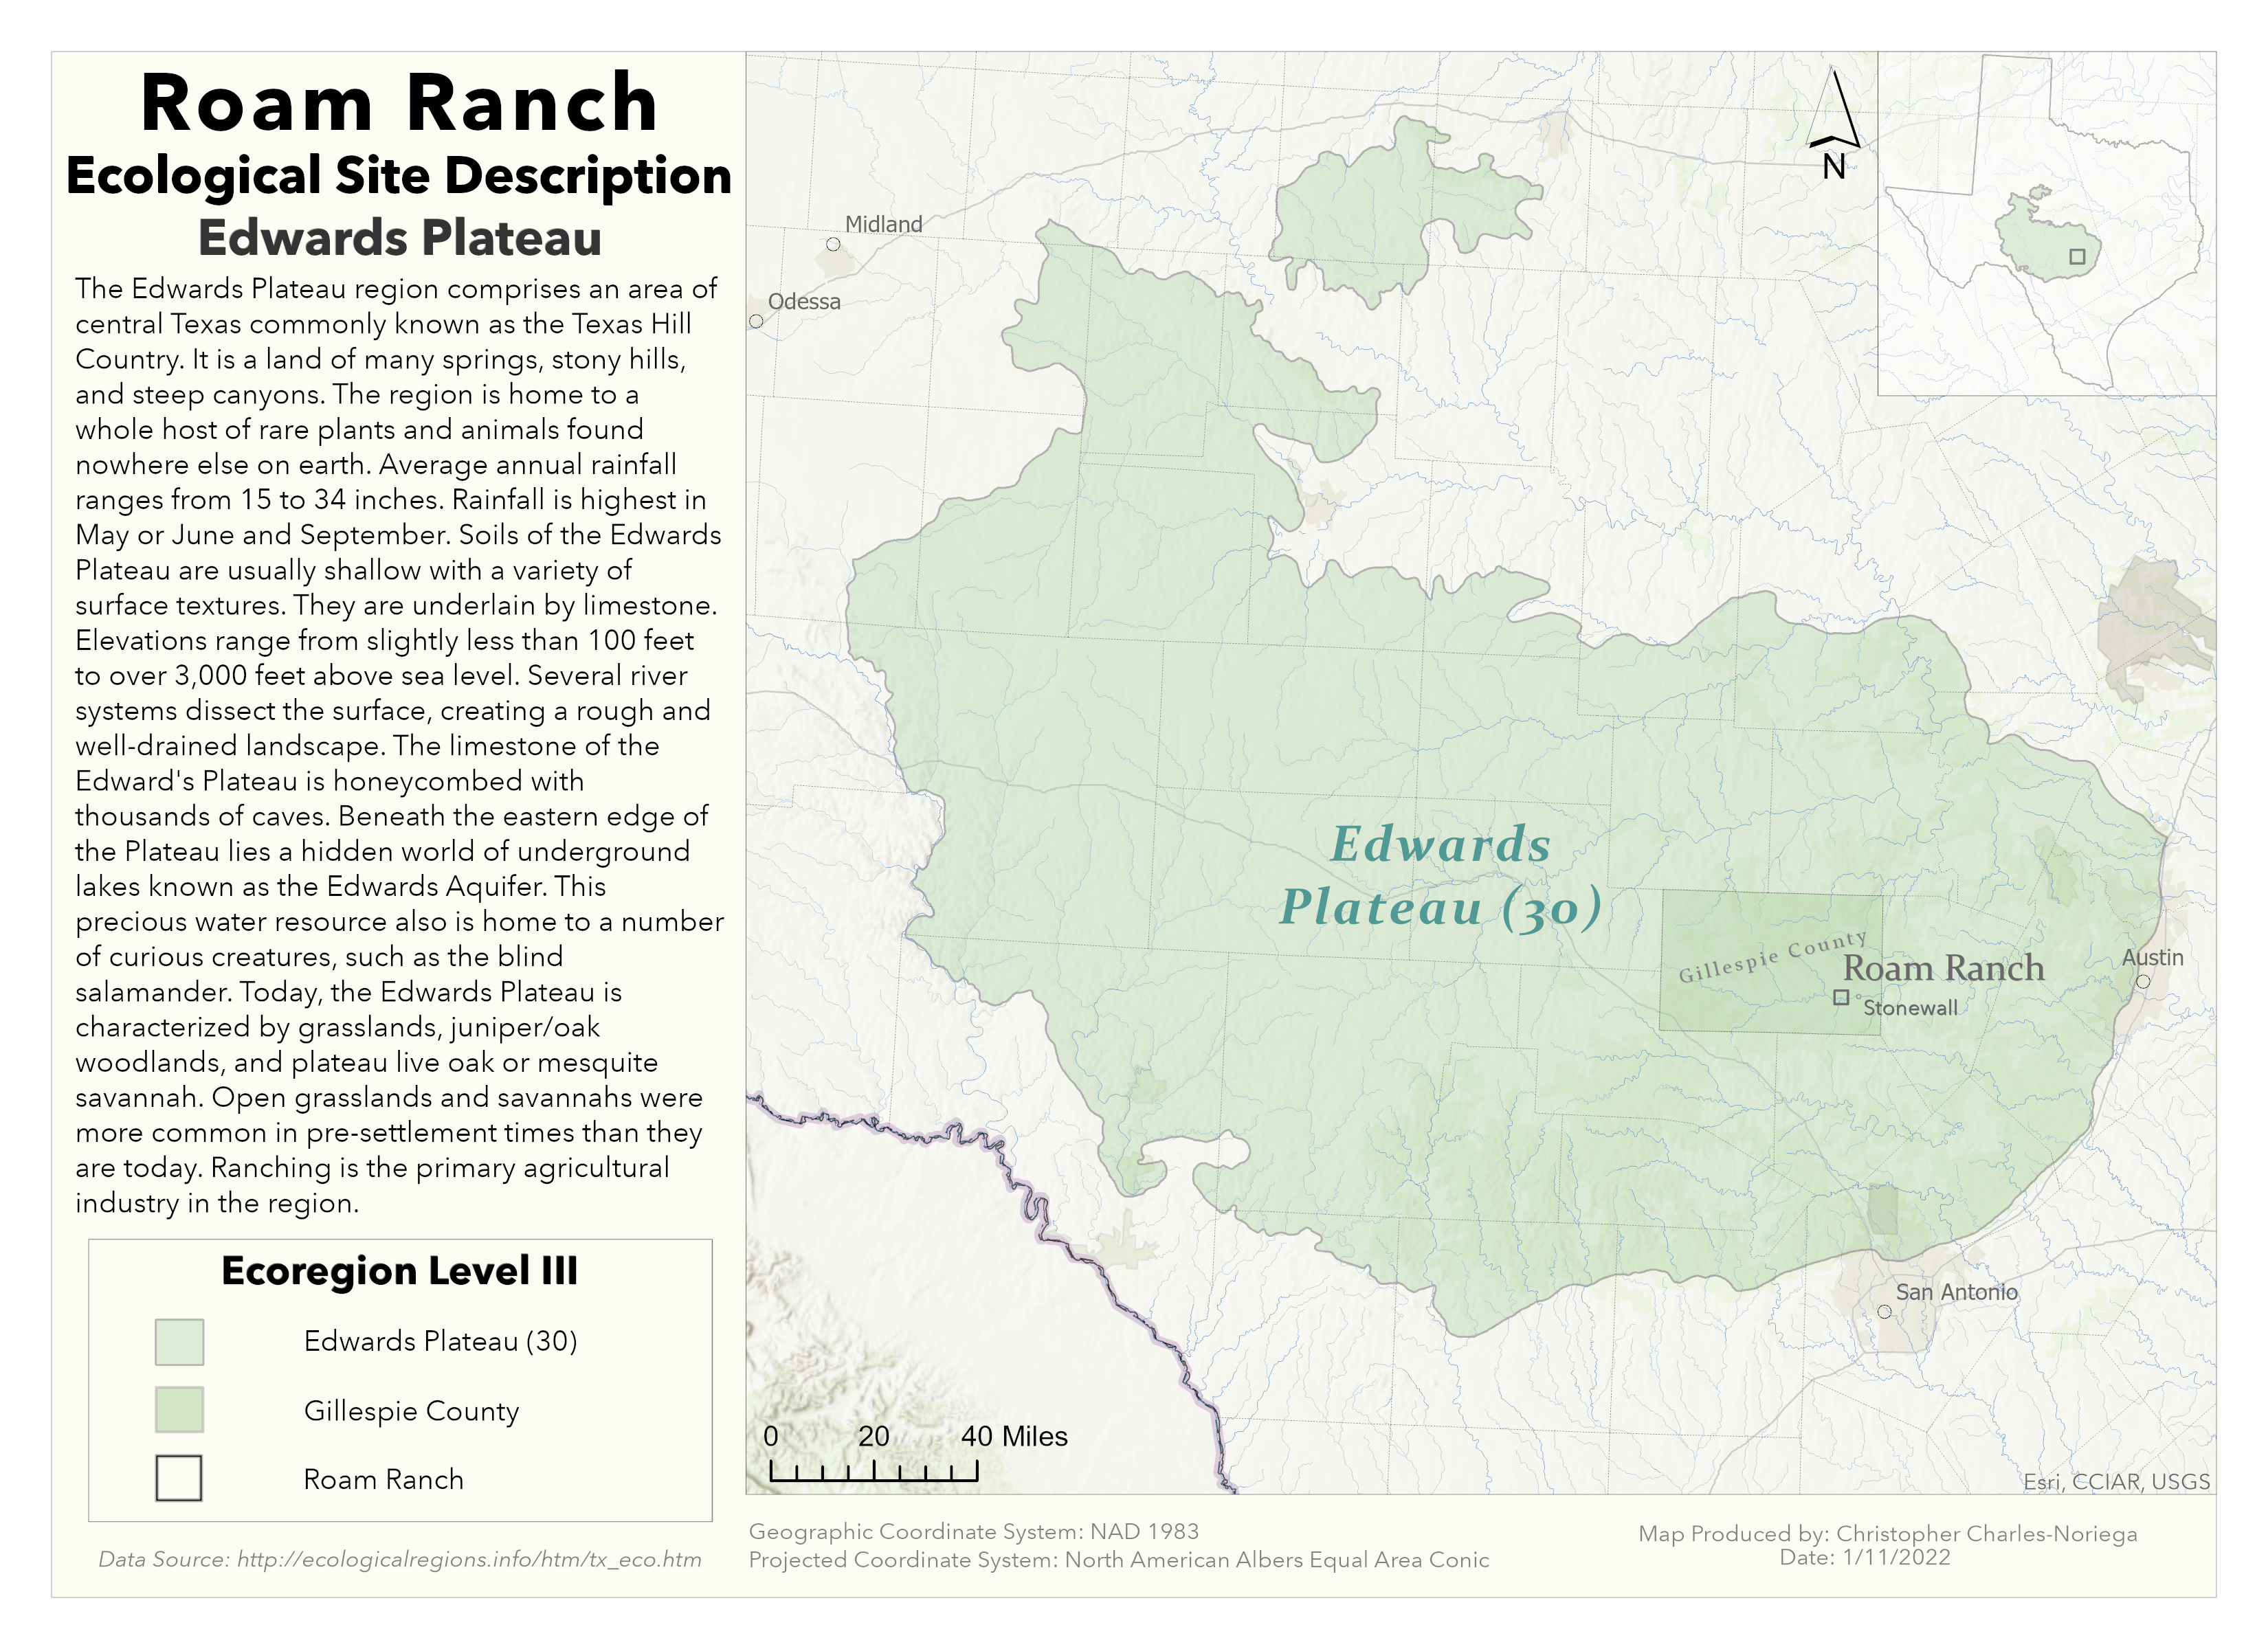 Roam Ranch
Ecological Site Description
Edwards Plateau
The Edwards Plateau region comprises an area of
central Texas commonly known as the Texas Hill
Country. It is a land of many springs, stony hills,
and steep canyons. The region is home to a
whole host of rare plants and animals found
nowhere else on earth. Average annual rainfall
ranges from 15 to 34 inches. Rainfall is highest in
May or June and September. Soils of the Edwards
Plateau are usually shallow with a variety of
surface textures. They are underlain by limestone.
Elevations range from slightly less than 100 feet
to over 3,000 feet above sea level. Several river
systems dissect the surface, creating a rough and
well-drained landscape. The limestone of the
Edward's Plateau is honeycombed with
thousands of caves. Beneath the eastern edge of
the Plateau lies a hidden world of underground
lakes known as the Edwards Aquifer. This
precious water resource also is home to a number
of curious creatures, such as the blind
salamander. Today, the Edwards Plateau is
characterized by grasslands, juniper/oak
woodlands, and plateau live oak or mesquite
savannah. Open grasslands and savannahs were
more common in pre-settlement times than they
are today. Ranching is the primary agricultural
industry in the region.
Ecoregion Level III
Edwards Plateau (30)
Gillespie County
Roam Ranch
Data Source: http://ecologicalregions.info/htm/tx_eco.htm
N
Midland
Odessa
Edwards
Plateau (30)
Gillespie County
Roam Ranch
Stonewall
Austin
San Antonio
0 20 40 Miles
Esri, CCIAR, USGS
Geographic Coordinate System: NAD 1983
Projected Coordinate System: North American Albers Equal Area Conic
Map Produced by: Christopher Charles-Noriega
Date: 1/11/2022